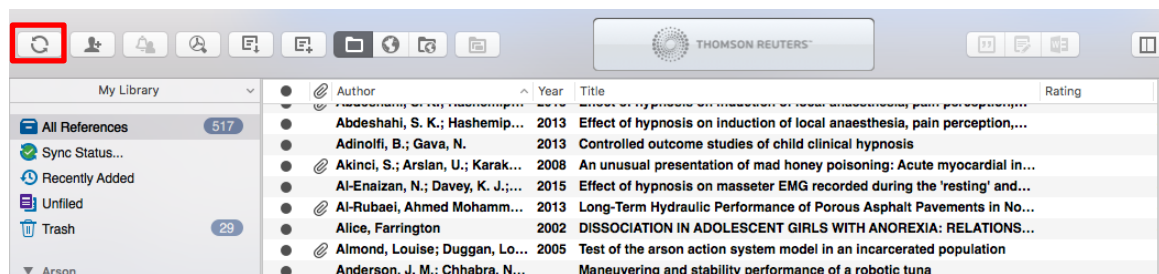 THOMSON REUTERS™
My Library
Author Year Title Rating
All References 517
Abdeshahi, S. K.; Hashemip... 2013 Effect of hypnosis on induction of local anaesthesia, pain perception,...
Adinolfi, B.; Gava, N. 2013 Controlled outcome studies of child clinical hypnosis
Sync Status...
Akinci, S.; Arslan, U.; Karak... 2008 An unusual presentation of mad honey poisoning: Acute myocardial in...
Recently Added
Al-Enaizan, N.; Davey, K. J.;... 2015 Effect of hypnosis on masseter EMG recorded during the 'resting' and...
Unfiled
Al-Rubaei, Ahmed Mohamm... 2013 Long-Term Hydraulic Performance of Porous Asphalt Pavements in No...
Trash 29
Alice, Farrington 2002 DISSOCIATION IN ADOLESCENT GIRLS WITH ANOREXIA: RELATIONS...
Almond, Louise; Duggan, Lo... 2005 Test of the arson action system model in an incarcerated population
Arson
Anderson, J. M.; Chhabra, N... Maneuvering and stability performance of a robotic tuna